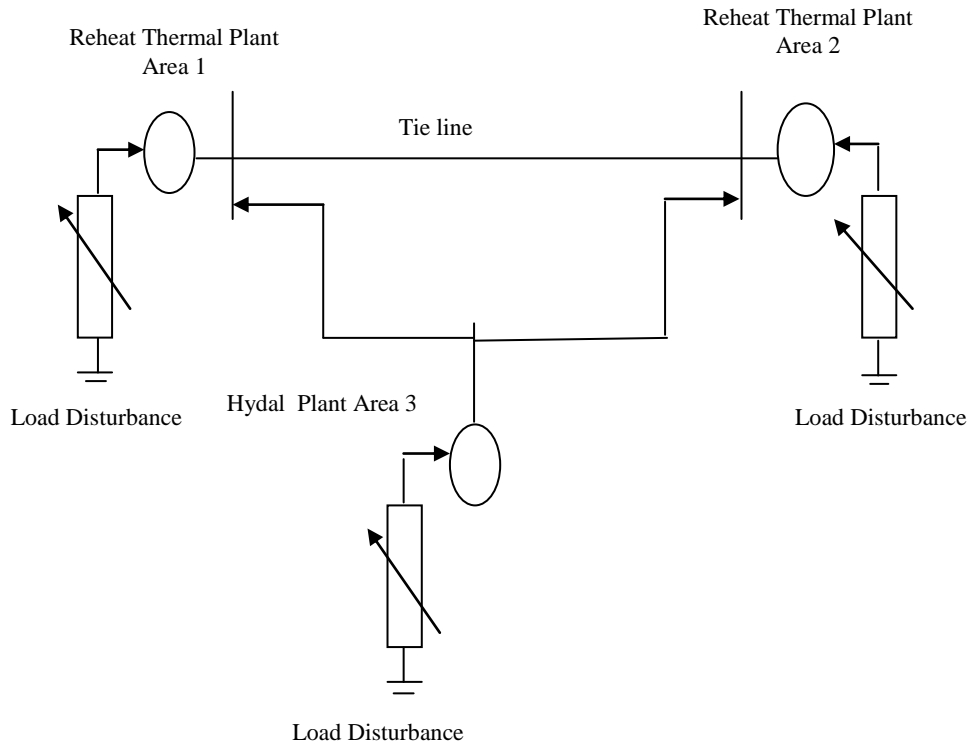 Reheat Thermal Plant
Area 1
Reheat Thermal Plant
Area 2
Tie line
Load Disturbance
Hydal Plant Area 3
Load Disturbance
Load Disturbance